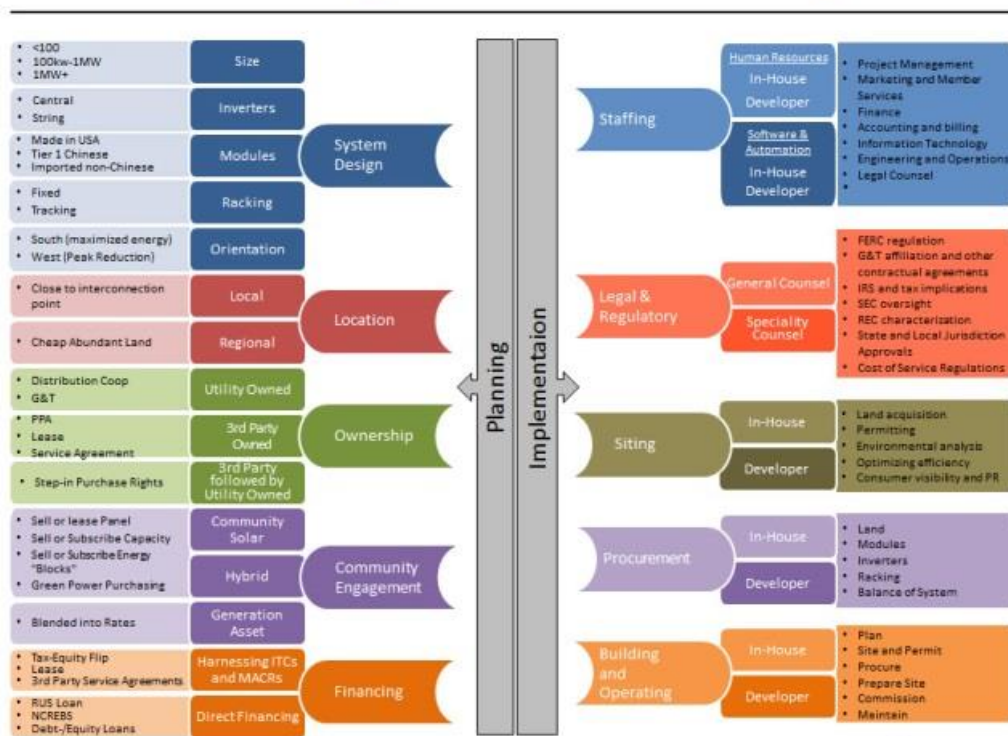 • <100
• 100kw-1MW
• 1MW+
Size
• Central
• String
Inverters
• Made in USA
• Tier 1 Chinese
• Imported non-Chinese
Modules
• Fixed
• Tracking
Racking
• South (maximized energy)
• West (Peak Reduction)
Orientation
System
Design
• Close to interconnection
point
Local
• Cheap Abundant Land
Regional
Location
• Distribution Coop
• G&T
Utility Owned
• PPA
• Lease
• Service Agreement
3rd Party
Owned
• Step-in Purchase Rights
3rd Party
followed by
Utility Owned
Ownership
• Sell or lease Panel
• Sell or Subscribe Capacity
• Sell or Subscribe Energy
"Blocks"
• Green Power Purchasing
Community
Solar
Hybrid
• Blended into Rates
Generation
Asset
Community
Engagement
• Tax-Equity Flip
• Lease
• 3rd Party Service Agreements
Harnessing ITCs
and MACRs
• RUS Loan
• NCREBS
• Debt-/Equity Loans
Direct Financing
Financing
Planning
Implementaion
Staffing
Human Resources
In-House
Developer
Software &
Automation
In-House
Developer
• Project Management
• Marketing and Member
Services
• Finance
• Accounting and billing
• Information Technology
• Engineering and Operations
• Legal Counsel
•
Legal &
Regulatory
General Counsel
Speciality
Counsel
• FERC regulation
• G&T affiliation and other
contractual agreements
• IRS and tax implications
• SEC oversight
• REC characterization
• State and Local Jurisdiction
Approvals
• Cost of Service Regulations
Siting
In-House
Developer
• Land acquisition
• Permitting
• Environmental analysis
• Optimizing efficiency
• Consumer visibility and PR
Procurement
In-House
Developer
• Land
• Modules
• Inverters
• Racking
• Balance of System
Building
and
Operating
In-House
Developer
• Plan
• Site and Permit
• Procure
• Prepare Site
• Commission
• Maintain